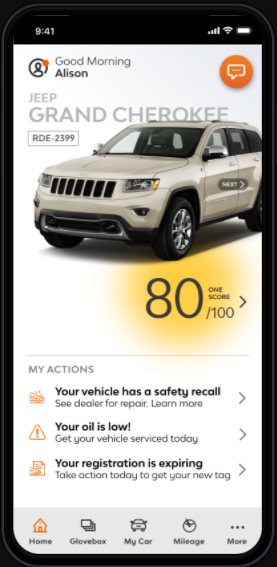 9:41
Good Morning
Alison
JEEP
GRAND CHEROKEE
RDE-2399
NEXT
80
ONE
SCORE
/100
MY ACTIONS
Your vehicle has a safety recall
See dealer for repair. Learn more
Your oil is low!
Get your vehicle serviced today
Your registration is expiring
Take action today to get your new tag
Home
Glovebox
My Car
Mileage
More